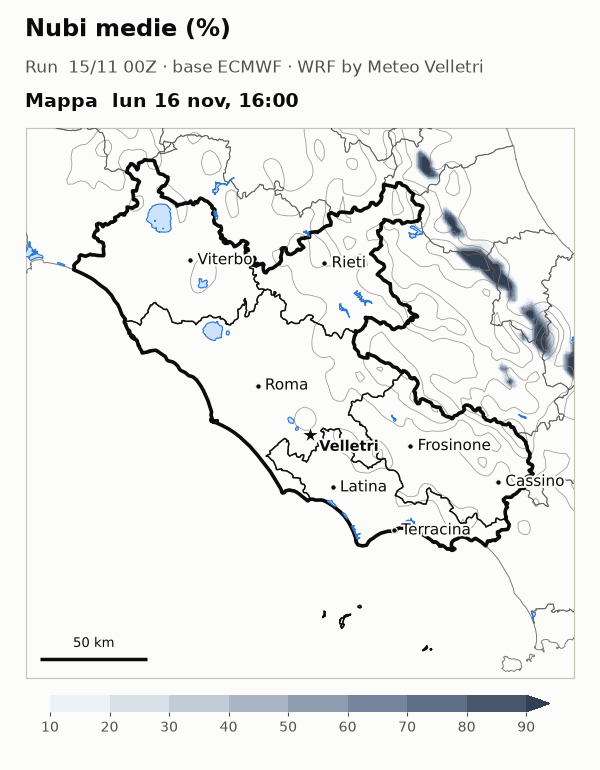 Nubi medie (%)
Run  15/11 00Z · base ECMWF · WRF by Meteo Velletri
Mappa  lun 16 nov, 16:00
Viterbo
Rieti
Roma
Velletri
Frosinone
Cassino
Latina
Terracina
50 km
10 20 30 40 50 60 70 80 90